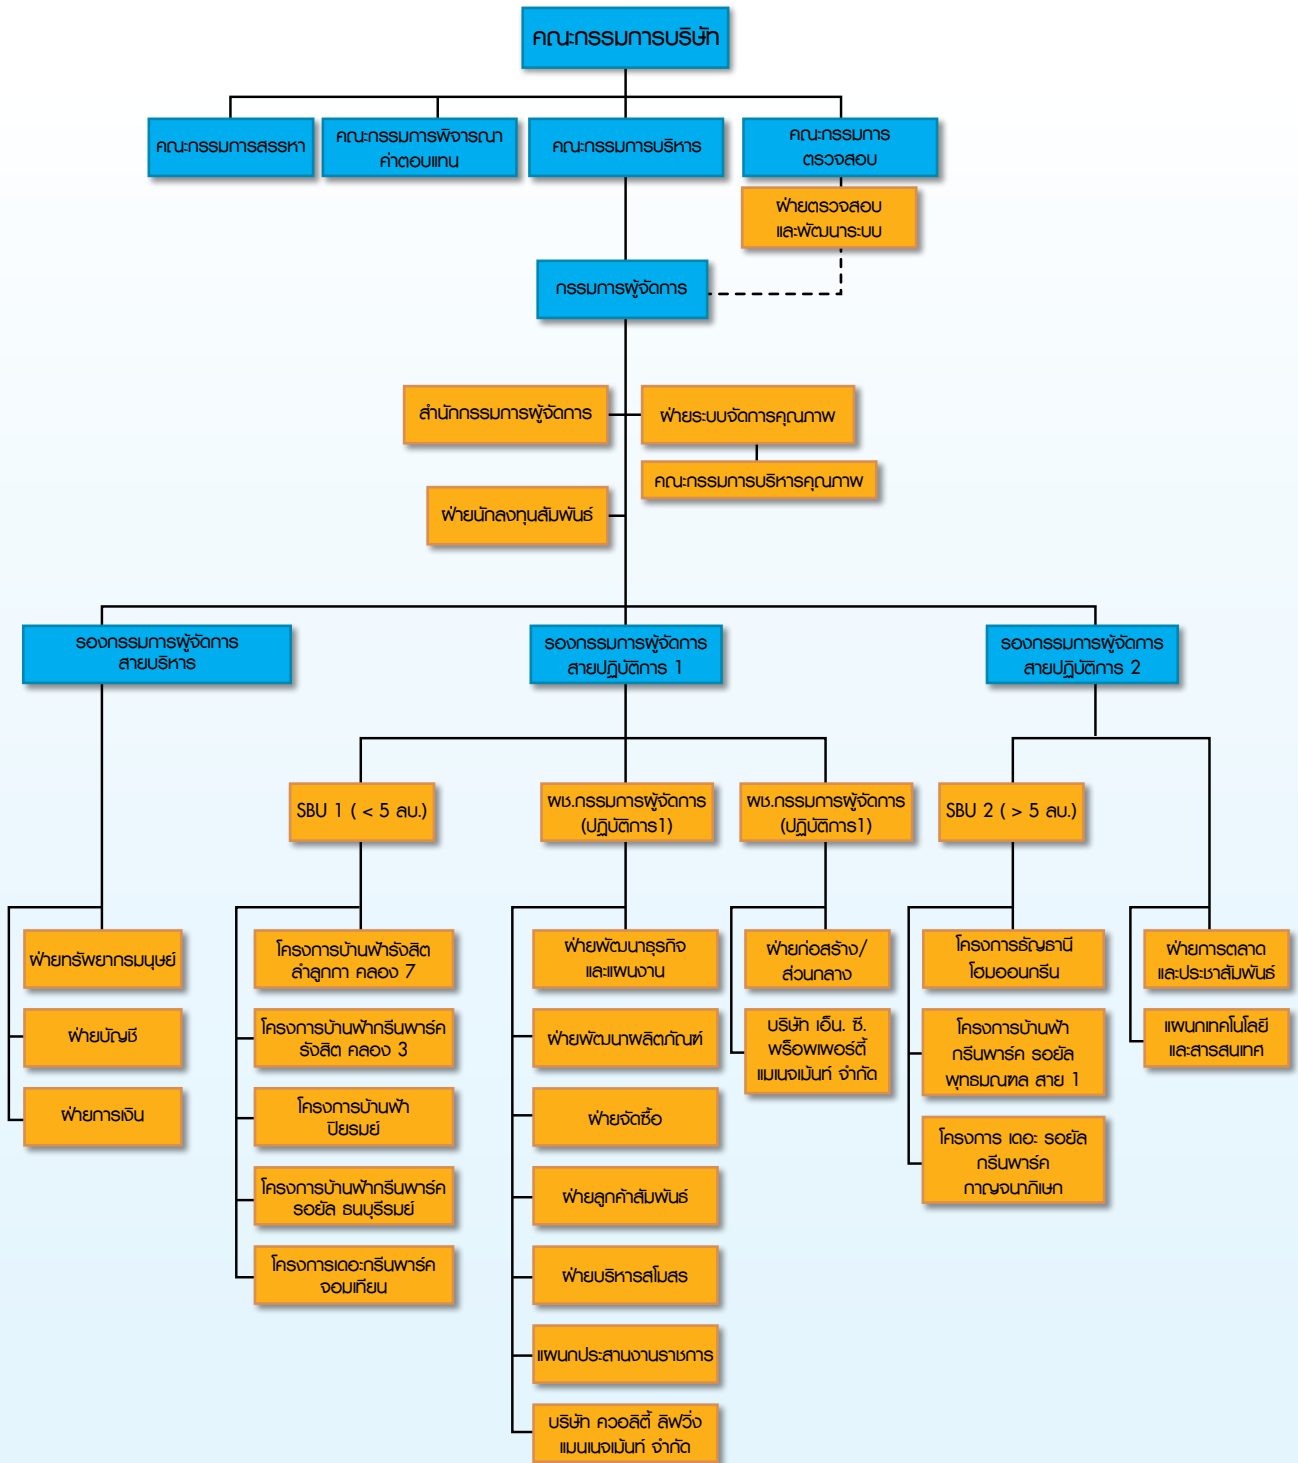 คณะกรรมการบริษัท
คณะกรรมการสรรหา
คณะกรรมการพิจารณา
ค่าตอบแทน
คณะกรรมการบริหาร
คณะกรรมการ
ตรวจสอบ
ฝ่ายตรวจสอบ
และพัฒนาระบบ
กรรมการผู้จัดการ
สำนักกรรมการผู้จัดการ
ฝ่ายระบบจัดการคุณภาพ
คณะกรรมการบริหารคุณภาพ
ฝ่ายนักลงทุนสัมพันธ์
รองกรรมการผู้จัดการ
สายบริหาร
รองกรรมการผู้จัดการ
สายปฏิบัติการ 1
รองกรรมการผู้จัดการ
สายปฏิบัติการ 2
SBU 1 ( < 5 ลบ.)
ผช.กรรมการผู้จัดการ
(ปฏิบัติการ1)
ผช.กรรมการผู้จัดการ
(ปฏิบัติการ1)
SBU 2 ( > 5 ลบ.)
ฝ่ายทรัพยากรมนุษย์
ฝ่ายบัญชี
ฝ่ายการเงิน
โครงการบ้านฟ้ารังสิต
ลำลูกกา คลอง 7
โครงการบ้านฟ้ากรีนพาร์ค
รังสิต คลอง 3
โครงการบ้านฟ้า
ปิยรมย์
โครงการบ้านฟ้ากรีนพาร์ค
รอยัล ธนบุรีรมย์
โครงการเดอะกรีนพาร์ค
จอมเทียน
ฝ่ายพัฒนาธุรกิจ
และแผนงาน
ฝ่ายพัฒนาผลิตภัณฑ์
ฝ่ายจัดซื้อ
ฝ่ายลูกค้าสัมพันธ์
ฝ่ายบริหารสโมสร
แผนกประสานงานราชการ
บริษัท ควอลิตี้ ลิฟวิ่ง
แมนเนจเม้นท์ จำกัด
ฝ่ายก่อสร้าง/
ส่วนกลาง
บริษัท เอ็น. ซี.
พร็อพเพอร์ตี้
แมเนจเม้นท์ จำกัด
โครงการธัญธานี
โฮมออนกรีน
โครงการบ้านฟ้า
กรีนพาร์ค รอยัล
พุทธมณฑล สาย 1
โครงการ เดอะ รอยัล
กรีนพาร์ค
กาญจนาภิเษก
ฝ่ายการตลาด
และประชาสัมพันธ์
แผนกเทคโนโลยี
และสารสนเทศ